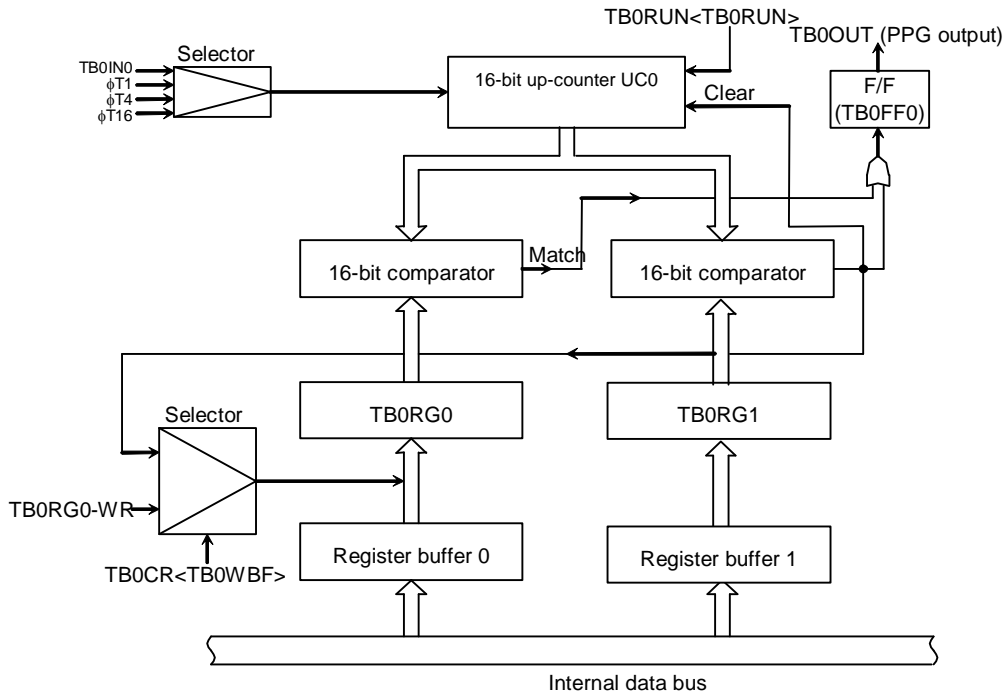 TB0RUN<TB0RUN>
TB0OUT (PPG output)
Selector
TB0IN0
ϕT1
ϕT4
ϕT16
16-bit up-counter UC0
Clear
F/F
(TB0FF0)
16-bit comparator
Match
16-bit comparator
TB0RG0
TB0RG1
Selector
TB0RG0-WR
TB0CR<TB0WBF>
Register buffer 0
Register buffer 1
Internal data bus